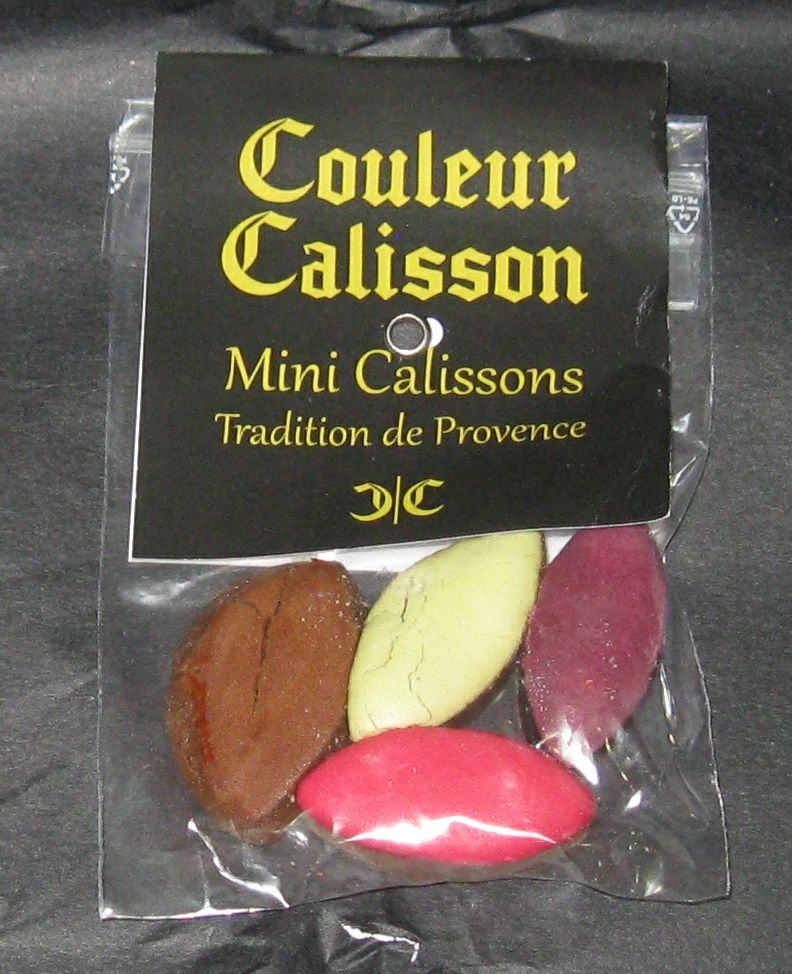 Couleur
Calisson
Mini Calissons
Tradition de Provence
C|C